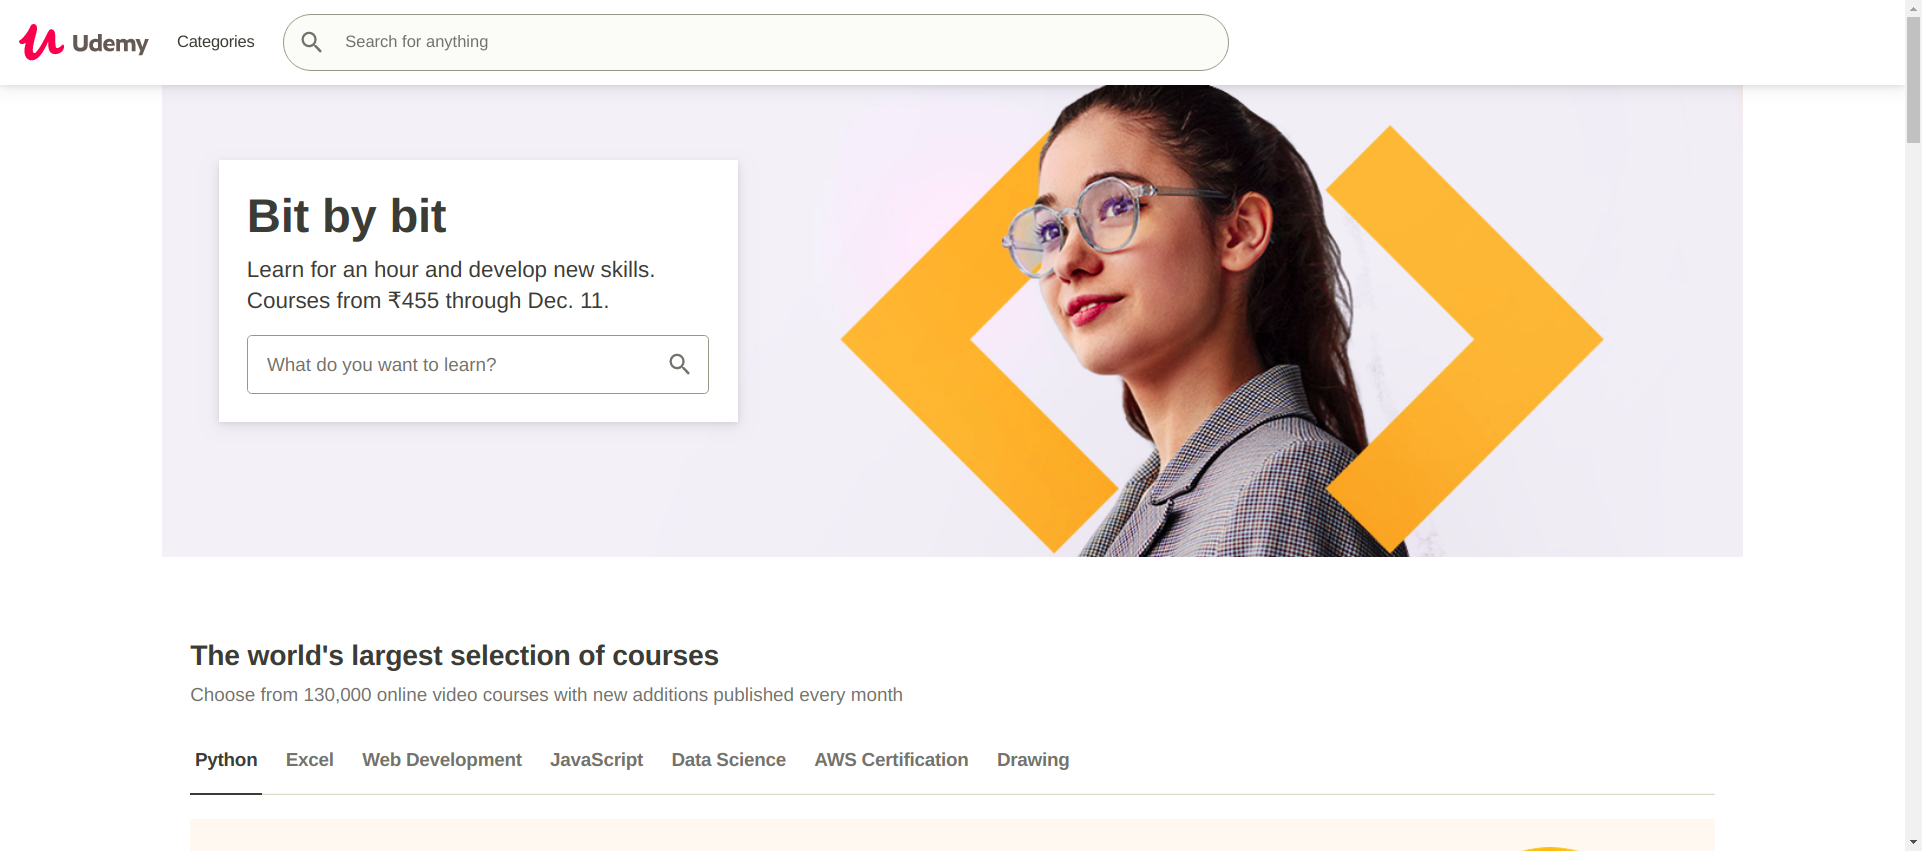 Udemy
Categories
Search for anything
Bit by bit
Learn for an hour and develop new skills.
Courses from ₹455 through Dec. 11.
What do you want to learn?
The world's largest selection of courses
Choose from 130,000 online video courses with new additions published every month
Python Excel Web Development JavaScript Data Science AWS Certification Drawing